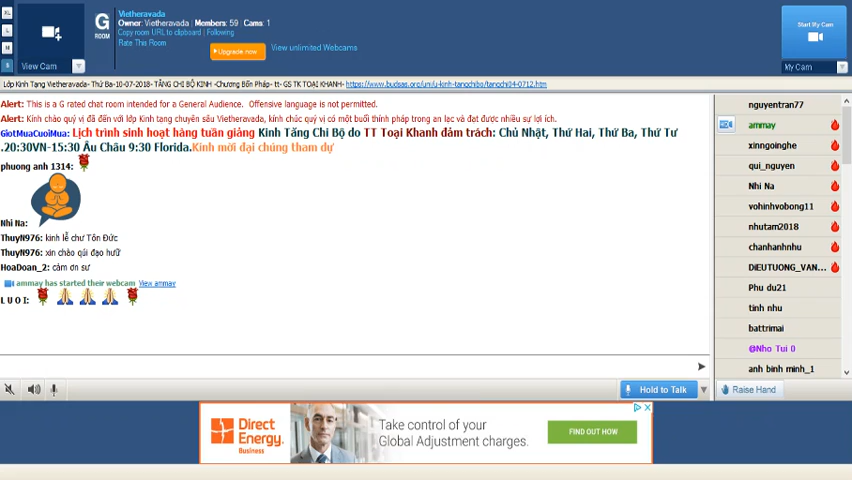 XL
L
M
S
View Cam
G
ROOM
Vietheravada
Owner: Vietheravada | Members: 59 | Cams: 1
Copy room URL to clipboard | Following
Rate This Room
Upgrade now
View unlimited Webcams
Start My Cam
My Cam
Lớp Kinh Tạng Vietheravada- Thứ Ba-10-07-2018- TĂNG CHI BỘ KINH -Chương Bốn Pháp- tt- GS TK TOẠI KHANH- https://www.budsas.org/uni/u-kinh-tangchibo/tangchi04-0712.htm
Alert: This is a G rated chat room intended for a General Audience. Offensive language is not permitted.
Alert: Kính chào quý vị đã đến với lớp Kinh tạng chuyên sâu Vietheravada, kính chúc quý vị có một buổi thính pháp trong an lạc và đạt được nhiều sự lợi ích.
GiotMuaCuoiMua: Lịch trình sinh hoạt hàng tuần giảng Kinh Tăng Chi Bộ do TT Toại Khanh đảm trách: Chủ Nhật, Thứ Hai, Thứ Ba, Thứ Tư
.20:30VN-15:30 Âu Châu 9:30 Florida.Kính mời đại chúng tham dự
phuong anh 1314:
Nhi Na:
ThuyN976: kinh lễ chư Tôn Đức
ThuyN976: xin chào quí đạo hưữ
HoaDoan_2: cảm ơn sư
ammay has started their webcam View ammay
L U O I:
nguyentran77
ammay
xinngoinghe
qui_nguyen
Nhi Na
vohinhvobong11
nhutam2018
chanhanhnhu
DiEUTUONG_VAN...
Phu du21
tinh nhu
battrimai
@Nho Tui 0
anh binh minh_1
Hold to Talk
Raise Hand
Direct Energy.
Business
Take control of your
Global Adjustment charges.
FIND OUT HOW